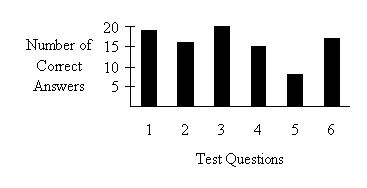 20
Number of 15
Correct 10
Answers 5
1 2 3 4 5 6
Test Questions